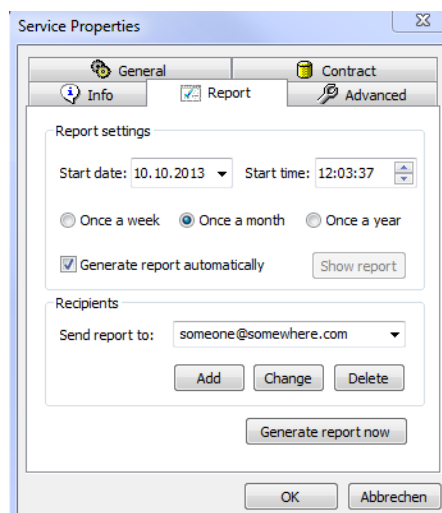 Service Properties
General
Contract
Info
Report
Advanced
Report settings
Start date: 10.10.2013 Start time: 12:03:37
Once a week Once a month Once a year
Generate report automatically Show report
Recipients
Send report to: someone@somewhere.com
Add Change Delete
Generate report now
OK Abbrechen